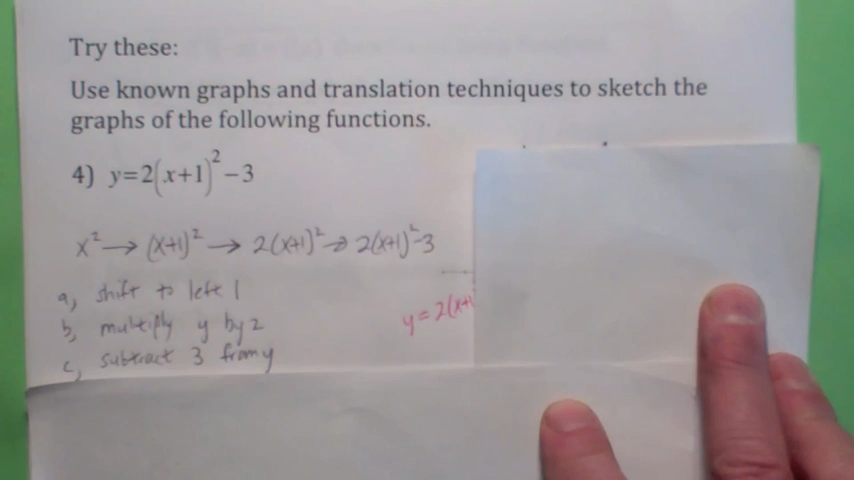 Try these:
Use known graphs and translation techniques to sketch the
graphs of the following functions.
4) y=2(x+1)²−3
x² → (x+1)² → 2(x+1)² → 2(x+1)²-3
a, shift to left 1
b, multiply y by 2
c, subtract 3 from y
y = 2(x+1